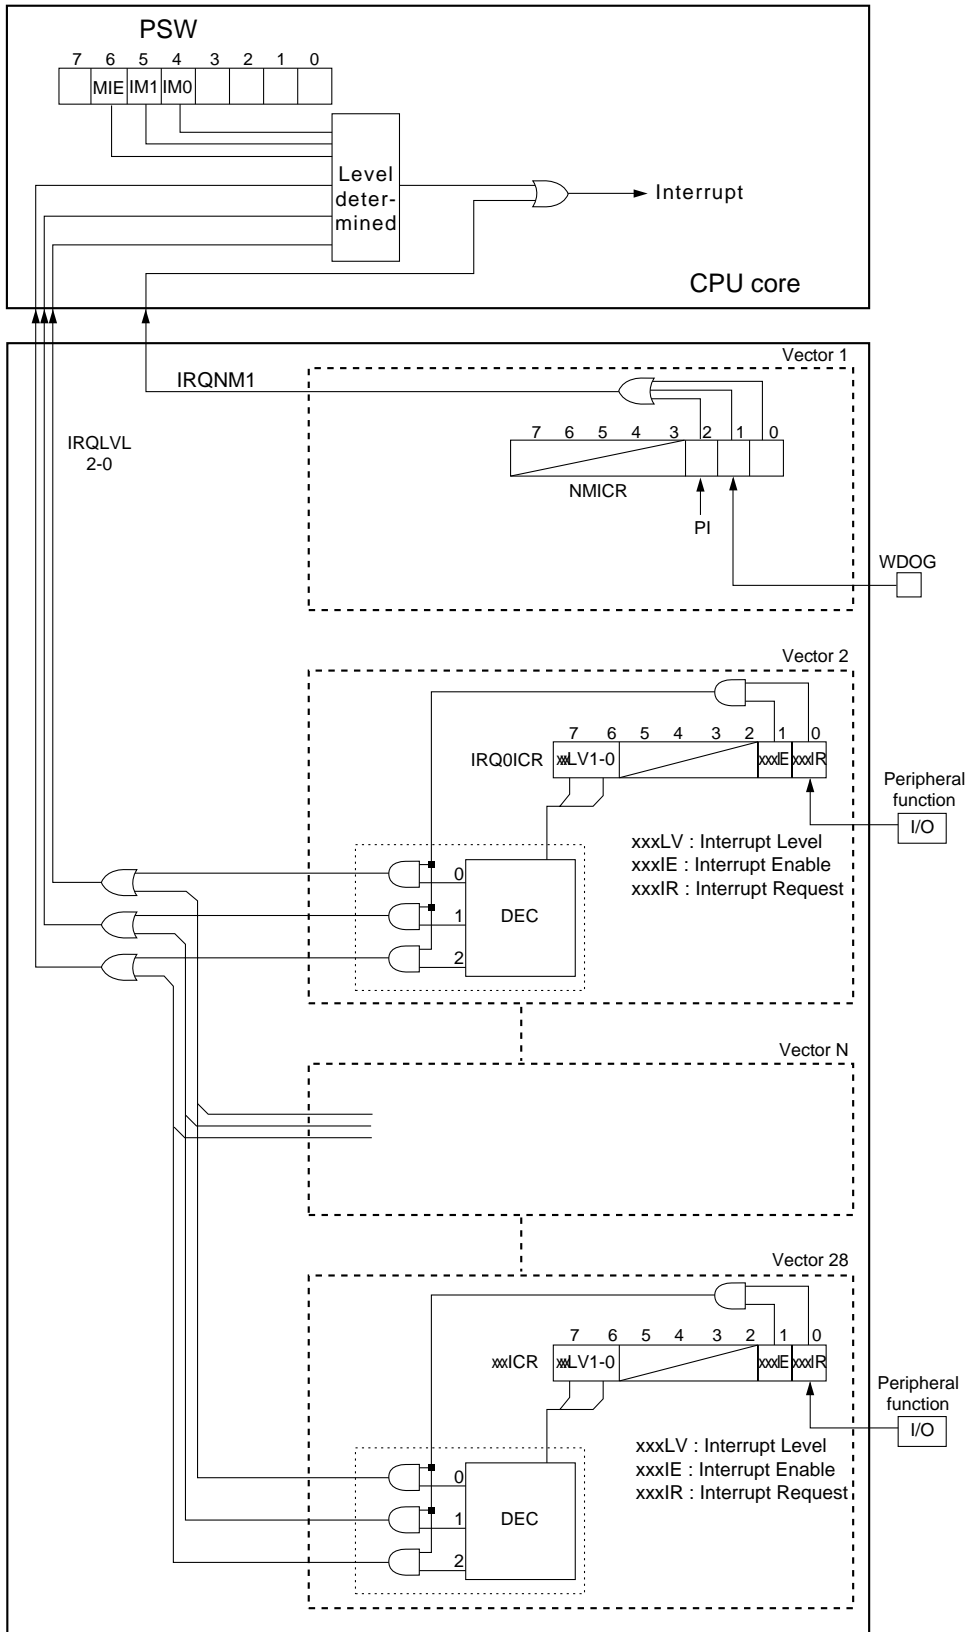 PSW
7 6 5 4 3 2 1 0
MIE IM1 IM0
Level
deter-
mined
Interrupt
CPU core
Vector 1
IRQNM1
IRQLVL
2-0
7 6 5 4 3 2 1 0
NMICR
PI
WDOG
Vector 2
7 6 5 4 3 2 1 0
IRQ0ICR xxxLV1-0 xxxIE xxxIR
Peripheral
function
I/O
xxxLV : Interrupt Level
xxxIE : Interrupt Enable
xxxIR : Interrupt Request
0
1
DEC
2
Vector N
Vector 28
7 6 5 4 3 2 1 0
xxxICR xxxLV1-0 xxxIE xxxIR
Peripheral
function
I/O
xxxLV : Interrupt Level
xxxIE : Interrupt Enable
xxxIR : Interrupt Request
0
1
DEC
2